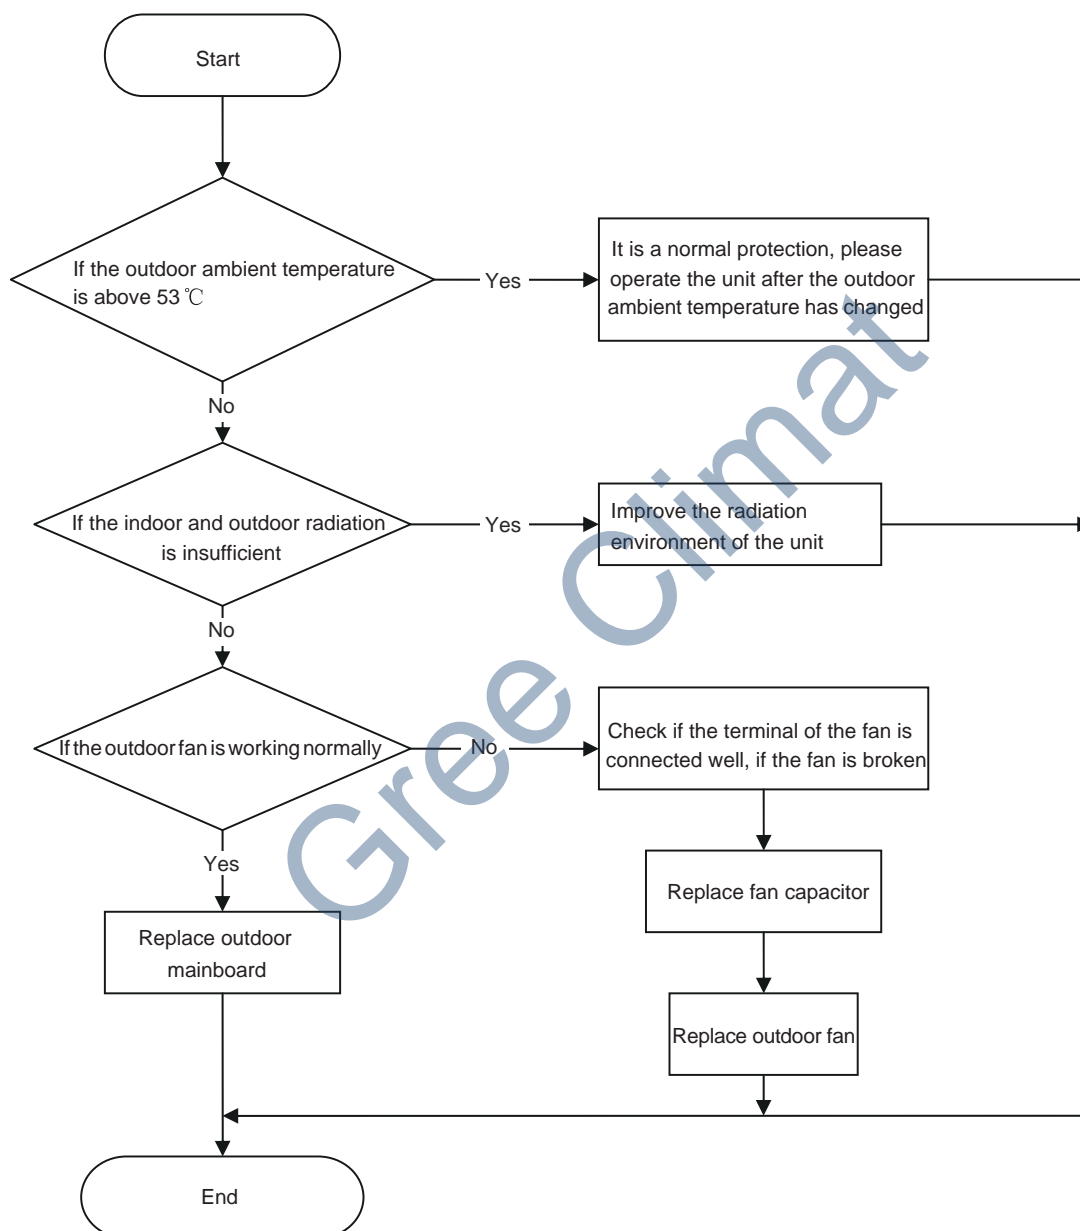 Start
If the outdoor ambient temperature
is above 53 ℃
Yes
It is a normal protection, please
operate the unit after the outdoor
ambient temperature has changed
No
If the indoor and outdoor radiation
is insufficient
Yes
Improve the radiation
environment of the unit
No
If the outdoor fan is working normally
No
Check if the terminal of the fan is
connected well, if the fan is broken
Yes
Replace fan capacitor
Replace outdoor
mainboard
Replace outdoor fan
End
Gree Climat